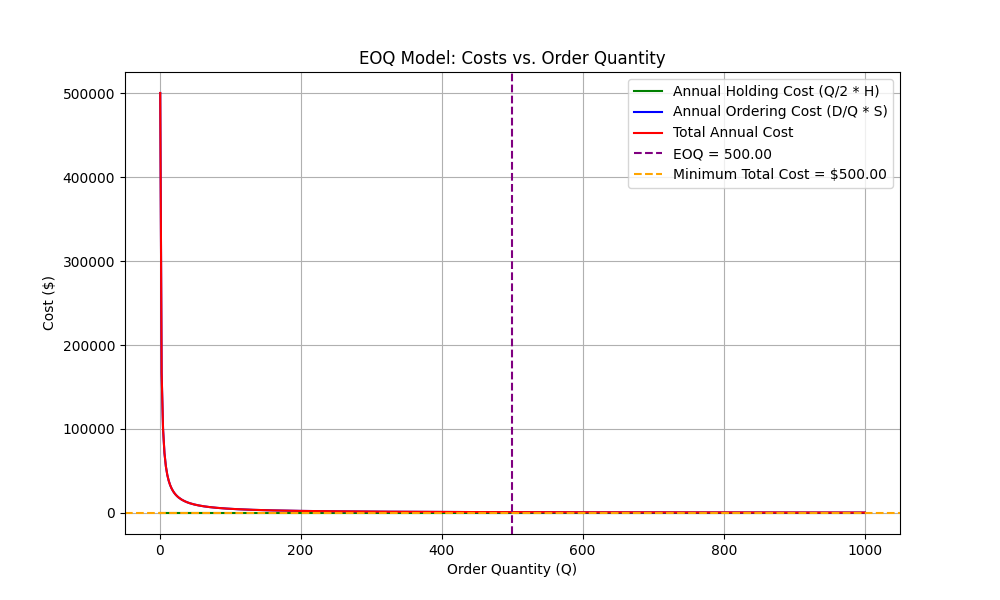 EOQ Model: Costs vs. Order Quantity
Annual Holding Cost (Q/2 * H)
Annual Ordering Cost (D/Q * S)
Total Annual Cost
EOQ = 500.00
Minimum Total Cost = $500.00
500000
400000
300000
200000
100000
0
Cost ($)
0 200 400 600 800 1000
Order Quantity (Q)